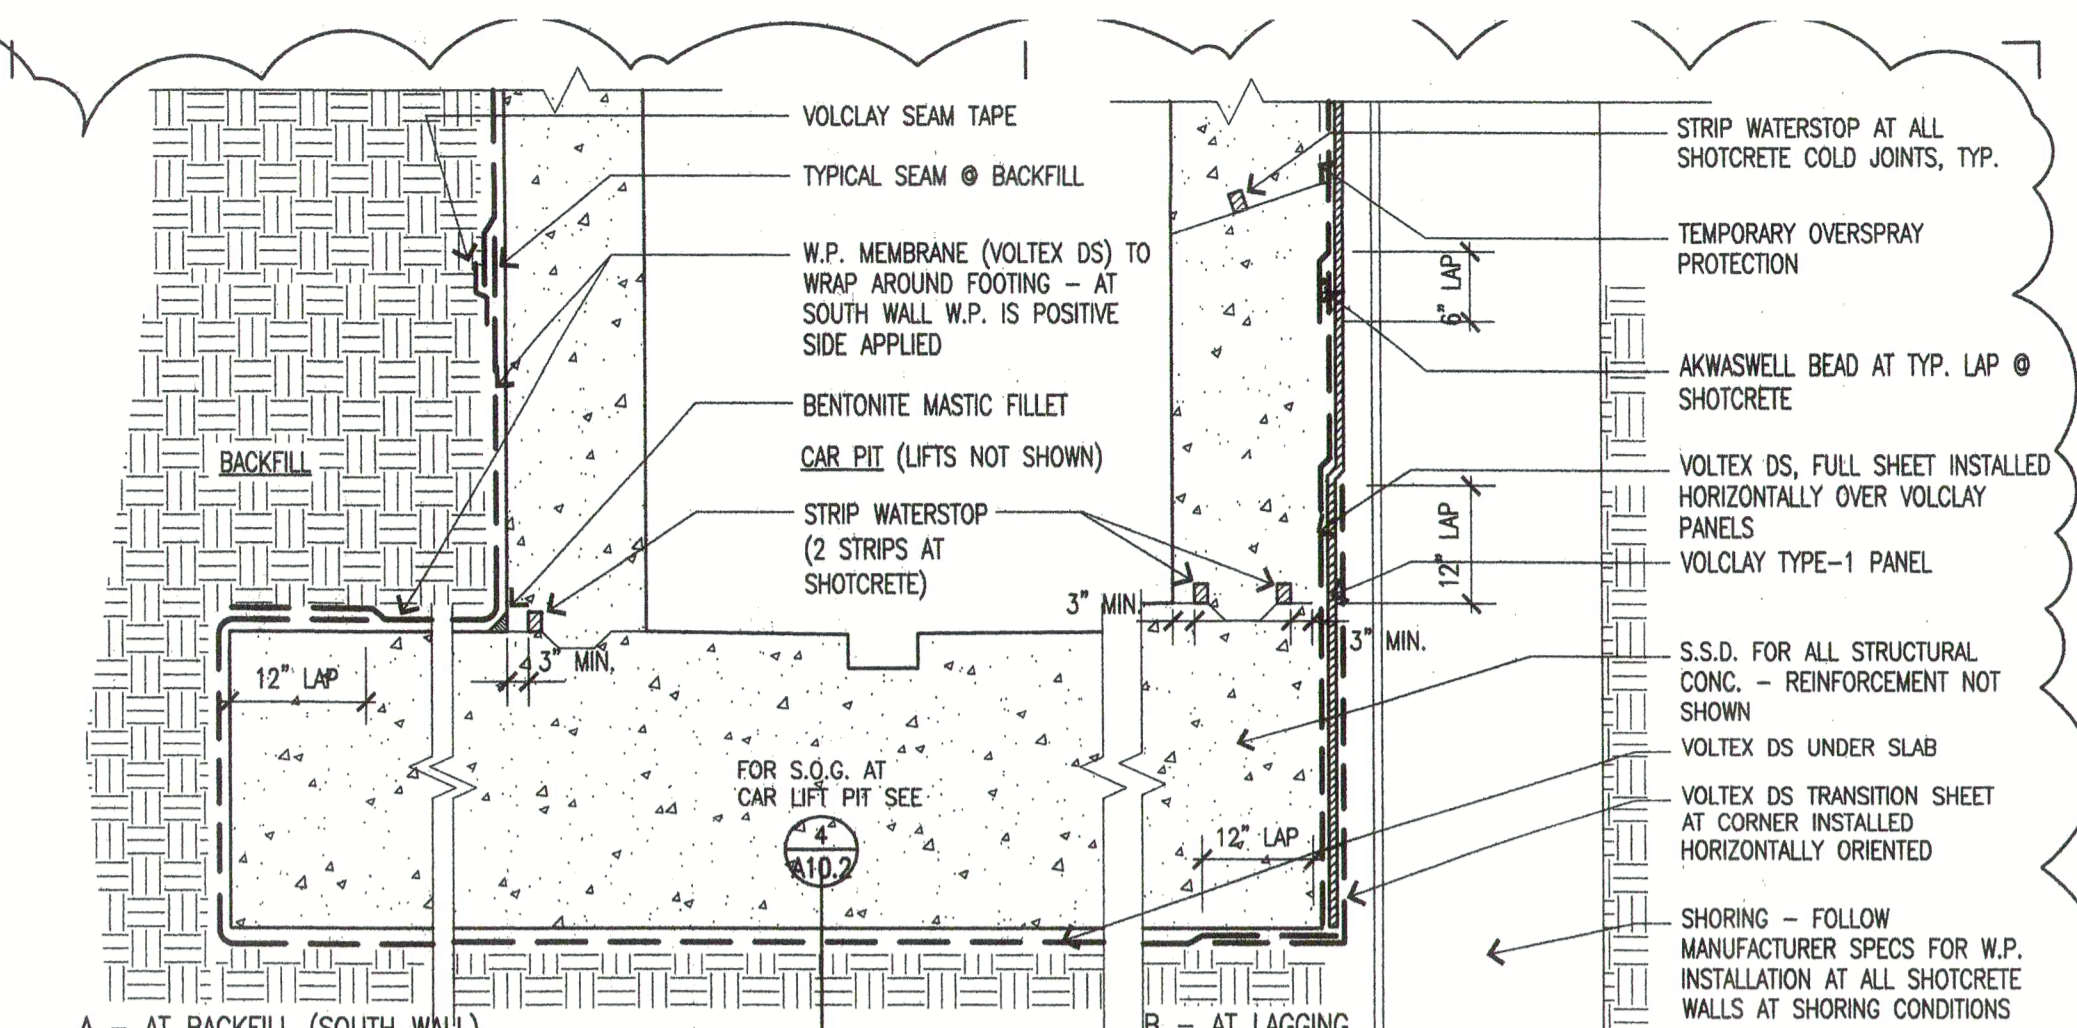 VOLCLAY SEAM TAPE
TYPICAL SEAM @ BACKFILL
W.P. MEMBRANE (VOLTEX DS) TO
WRAP AROUND FOOTING – AT
SOUTH WALL W.P. IS POSITIVE
SIDE APPLIED
BENTONITE MASTIC FILLET
CAR PIT (LIFTS NOT SHOWN)
STRIP WATERSTOP
(2 STRIPS AT
SHOTCRETE)
BACKFILL
12" LAP
3" MIN.
FOR S.O.G. AT
CAR LIFT PIT SEE
4
A10.2
3" MIN.
3" MIN.
12" LAP
6" LAP
12" LAP
STRIP WATERSTOP AT ALL
SHOTCRETE COLD JOINTS, TYP.
TEMPORARY OVERSPRAY
PROTECTION
AKWASWELL BEAD AT TYP. LAP @
SHOTCRETE
VOLTEX DS, FULL SHEET INSTALLED
HORIZONTALLY OVER VOLCLAY
PANELS
VOLCLAY TYPE–1 PANEL
S.S.D. FOR ALL STRUCTURAL
CONC. – REINFORCEMENT NOT
SHOWN
VOLTEX DS UNDER SLAB
VOLTEX DS TRANSITION SHEET
AT CORNER INSTALLED
HORIZONTALLY ORIENTED
SHORING – FOLLOW
MANUFACTURER SPECS FOR W.P.
INSTALLATION AT ALL SHOTCRETE
WALLS AT SHORING CONDITIONS
A – AT BACKFILL (SOUTH WALL)
B – AT LAGGING